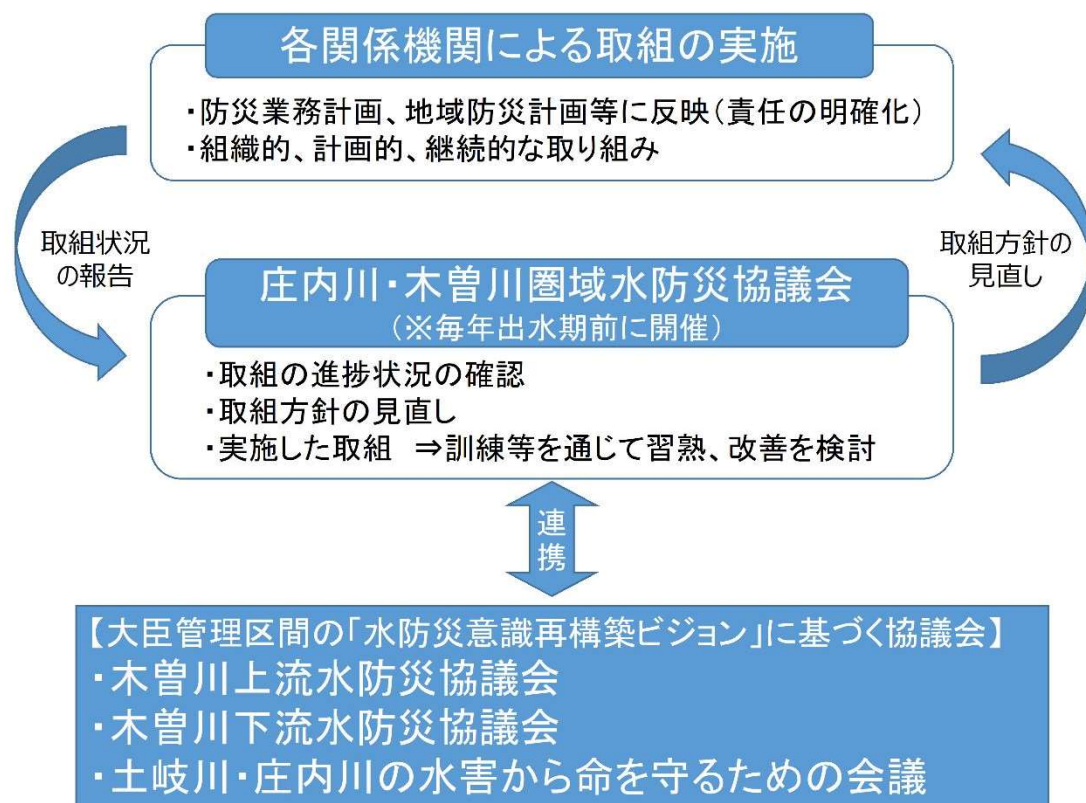 各関係機関による取組の実施
・防災業務計画、地域防災計画等に反映(責任の明確化)
・組織的、計画的、継続的な取り組み
取組状況
の報告
取組方針の
見直し
庄内川・木曽川圏域水防災協議会
(※毎年出水期前に開催)
・取組の進捗状況の確認
・取組方針の見直し
・実施した取組 ⇒訓練等を通じて習熟、改善を検討
連携
【大臣管理区間の「水防災意識再構築ビジョン」に基づく協議会】
・木曽川上流水防災協議会
・木曽川下流水防災協議会
・土岐川・庄内川の水害から命を守るための会議